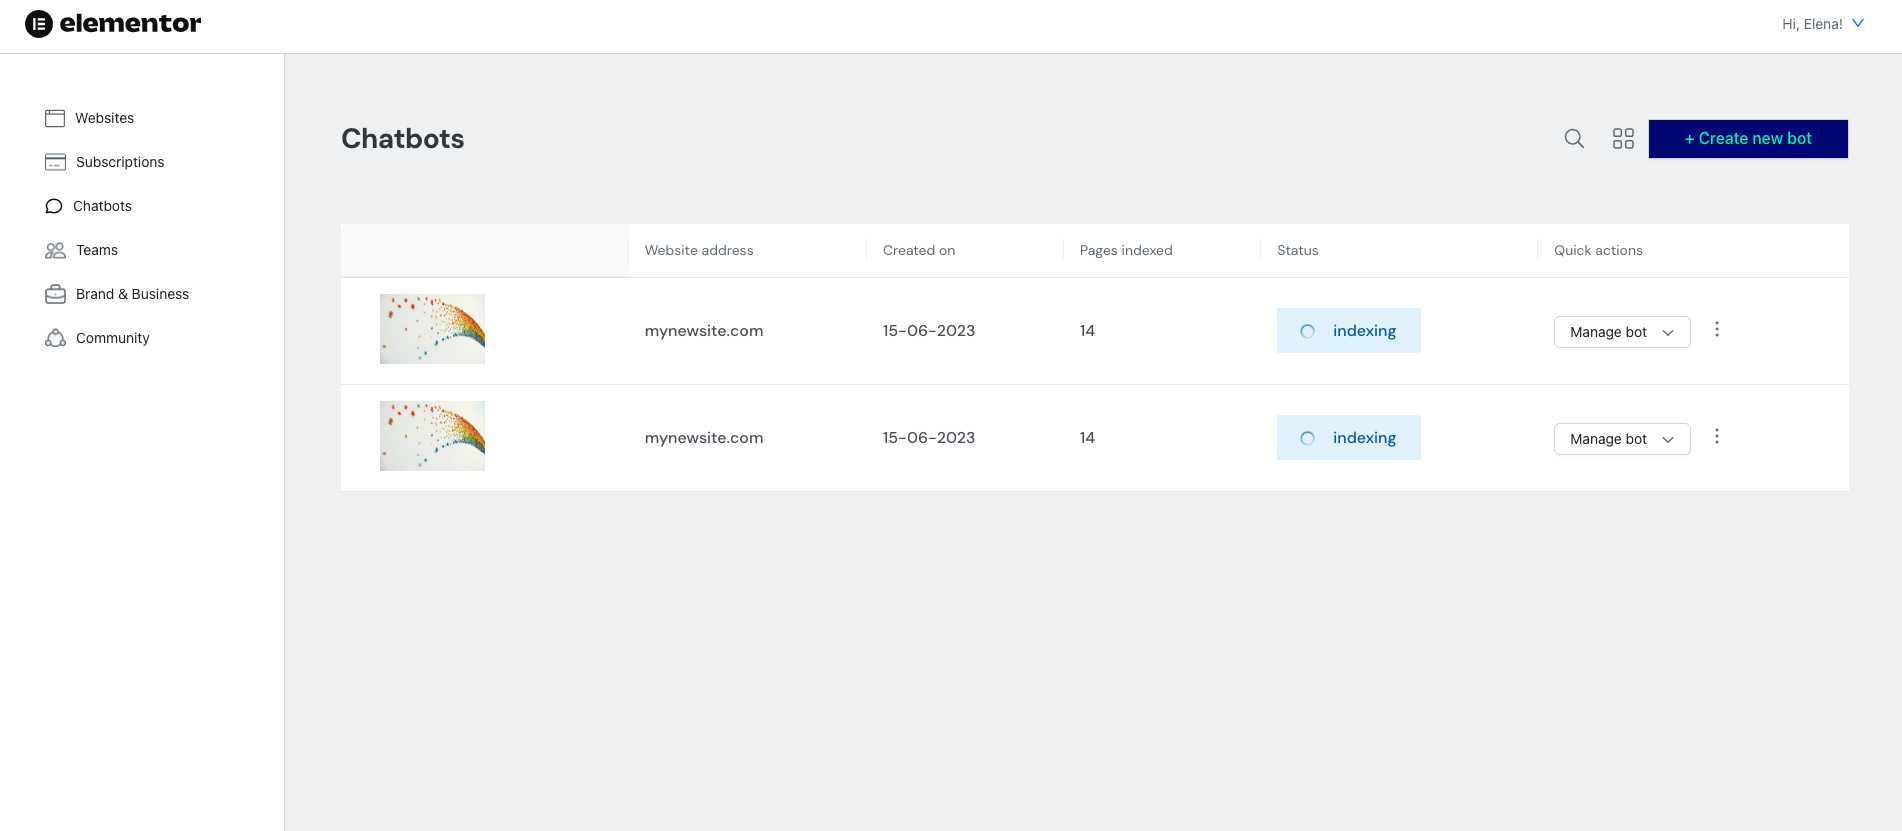 elementor
Hi, Elena!
Websites
Subscriptions
Chatbots
Teams
Brand & Business
Community
Chatbots
+ Create new bot
Website address Created on Pages indexed Status Quick actions
mynewsite.com 15-06-2023 14 indexing Manage bot
mynewsite.com 15-06-2023 14 indexing Manage bot